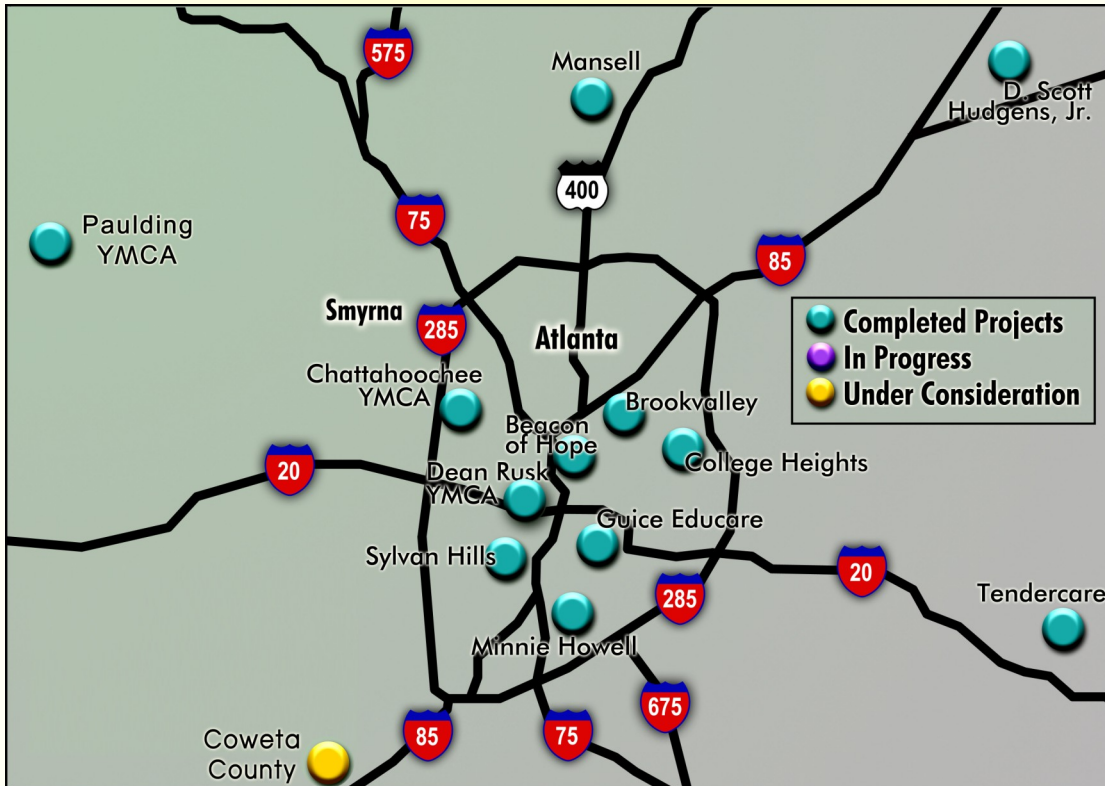 575
Mansell
D. Scott
Hudgens, Jr.
400
75
Paulding
YMCA
85
Smyrna
285
Atlanta
Completed Projects
In Progress
Under Consideration
Chattahoochee
YMCA
Brookvalley
Beacon
of Hope
College Heights
20
Dean Rusk
YMCA
Guice Educare
Sylvan Hills
20
285
Tendercare
Minnie Howell
675
85
75
Coweta
County